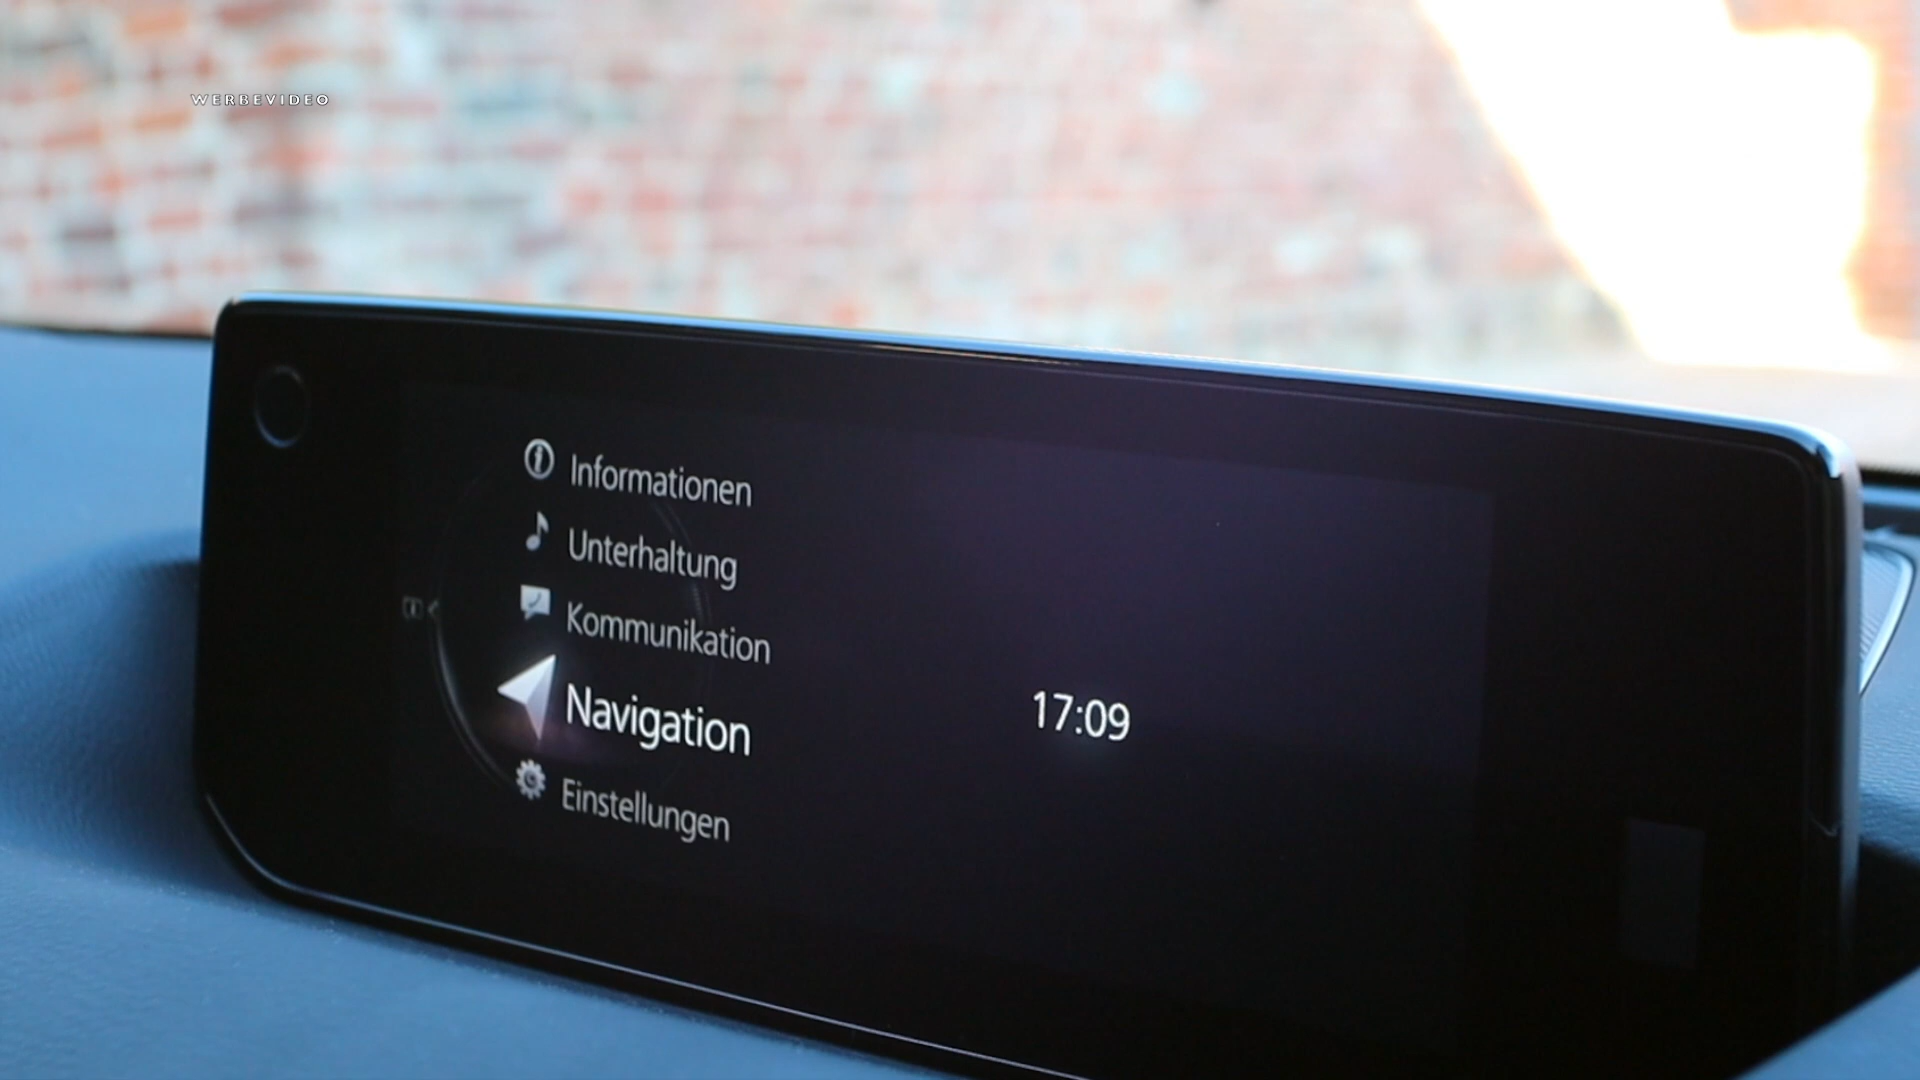 WERBEVIDEO
Informationen
Unterhaltung
Kommunikation
Navigation
17:09
Einstellungen